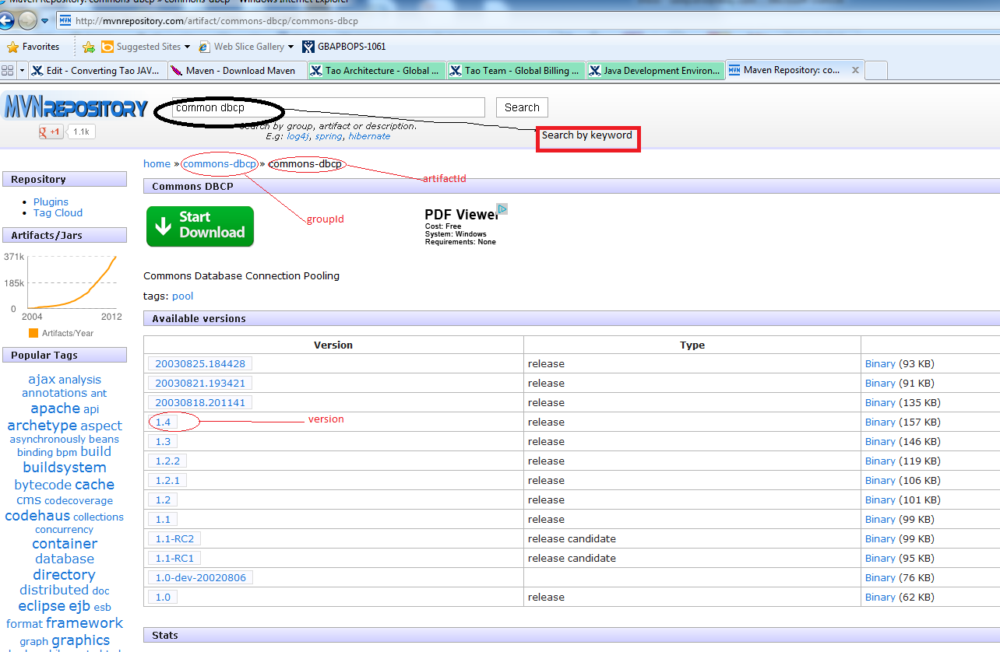 http://mvnrepository.com/artifact/commons-dbcp/commons-dbcp
Favorites Suggested Sites Web Slice Gallery GBAPBOPS-1061
Edit - Converting Tao JAV... Maven - Download Maven Tao Architecture - Global ... Tao Team - Global Billing ... Java Development Environ... Maven Repository: co...
MVNREPOSITORY common dbcp Search
Search by group, artifact or description.
E.g: log4j, spring, hibernate
+1 1.1k
Search by keyword
home » commons-dbcp » commons-dbcp
artifactId
groupId
Repository
Plugins
Tag Cloud
Artifacts/Jars
371k
185k
0
2004 2012
Artifacts/Year
Popular Tags
ajax analysis
annotations ant
apache api
archetype aspect
asynchronously beans
binding bpm build
buildsystem
bytecode cache
cms codecoverage
codehaus collections
concurrency
container
database
directory
distributed doc
eclipse ejb esb
format framework
graph graphics
Commons DBCP
Start
Download
PDF Viewer
Cost: Free
System: Windows
Requirements: None
Commons Database Connection Pooling
tags: pool
Available versions
Version Type
20030825.184428 release Binary (93 KB)
20030821.193421 release Binary (91 KB)
20030818.201141 release Binary (135 KB)
1.4 version release Binary (157 KB)
1.3 release Binary (146 KB)
1.2.2 release Binary (119 KB)
1.2.1 release Binary (106 KB)
1.2 release Binary (101 KB)
1.1 release Binary (99 KB)
1.1-RC2 release candidate Binary (99 KB)
1.1-RC1 release candidate Binary (95 KB)
1.0-dev-20020806 Binary (76 KB)
1.0 release Binary (62 KB)
Stats